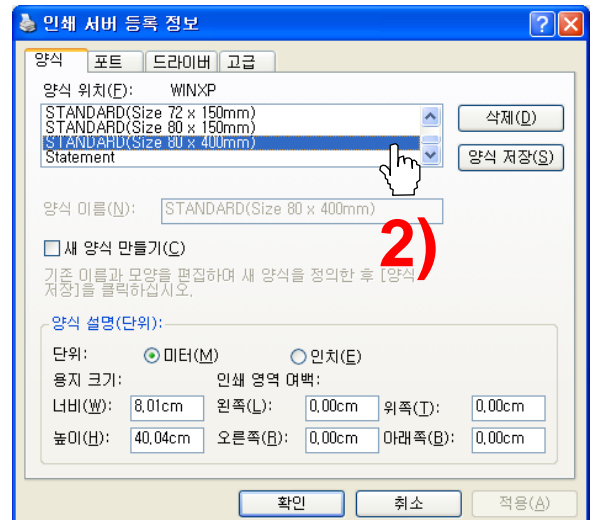 인쇄 서버 등록 정보
양식 포트 드라이버 고급
양식 위치(F): WINXP
STANDARD(Size 72 x 150mm)
STANDARD(Size 80 x 150mm)
STANDARD(Size 80 x 400mm)
Statement
삭제(D)
양식 저장(S)
양식 이름(N): STANDARD(Size 80 x 400mm)
2)
새 양식 만들기(C)
기존 이름과 모양을 편집하여 새 양식을 정의한 후 [양식
저장]을 클릭하십시오.
양식 설명(단위):
단위: 미터(M) 인치(E)
용지 크기: 인쇄 영역 여백:
너비(W): 8,01cm 왼쪽(L): 0,00cm 위쪽(T): 0,00cm
높이(H): 40,04cm 오른쪽(R): 0,00cm 아래쪽(B): 0,00cm
확인 취소 적용(A)